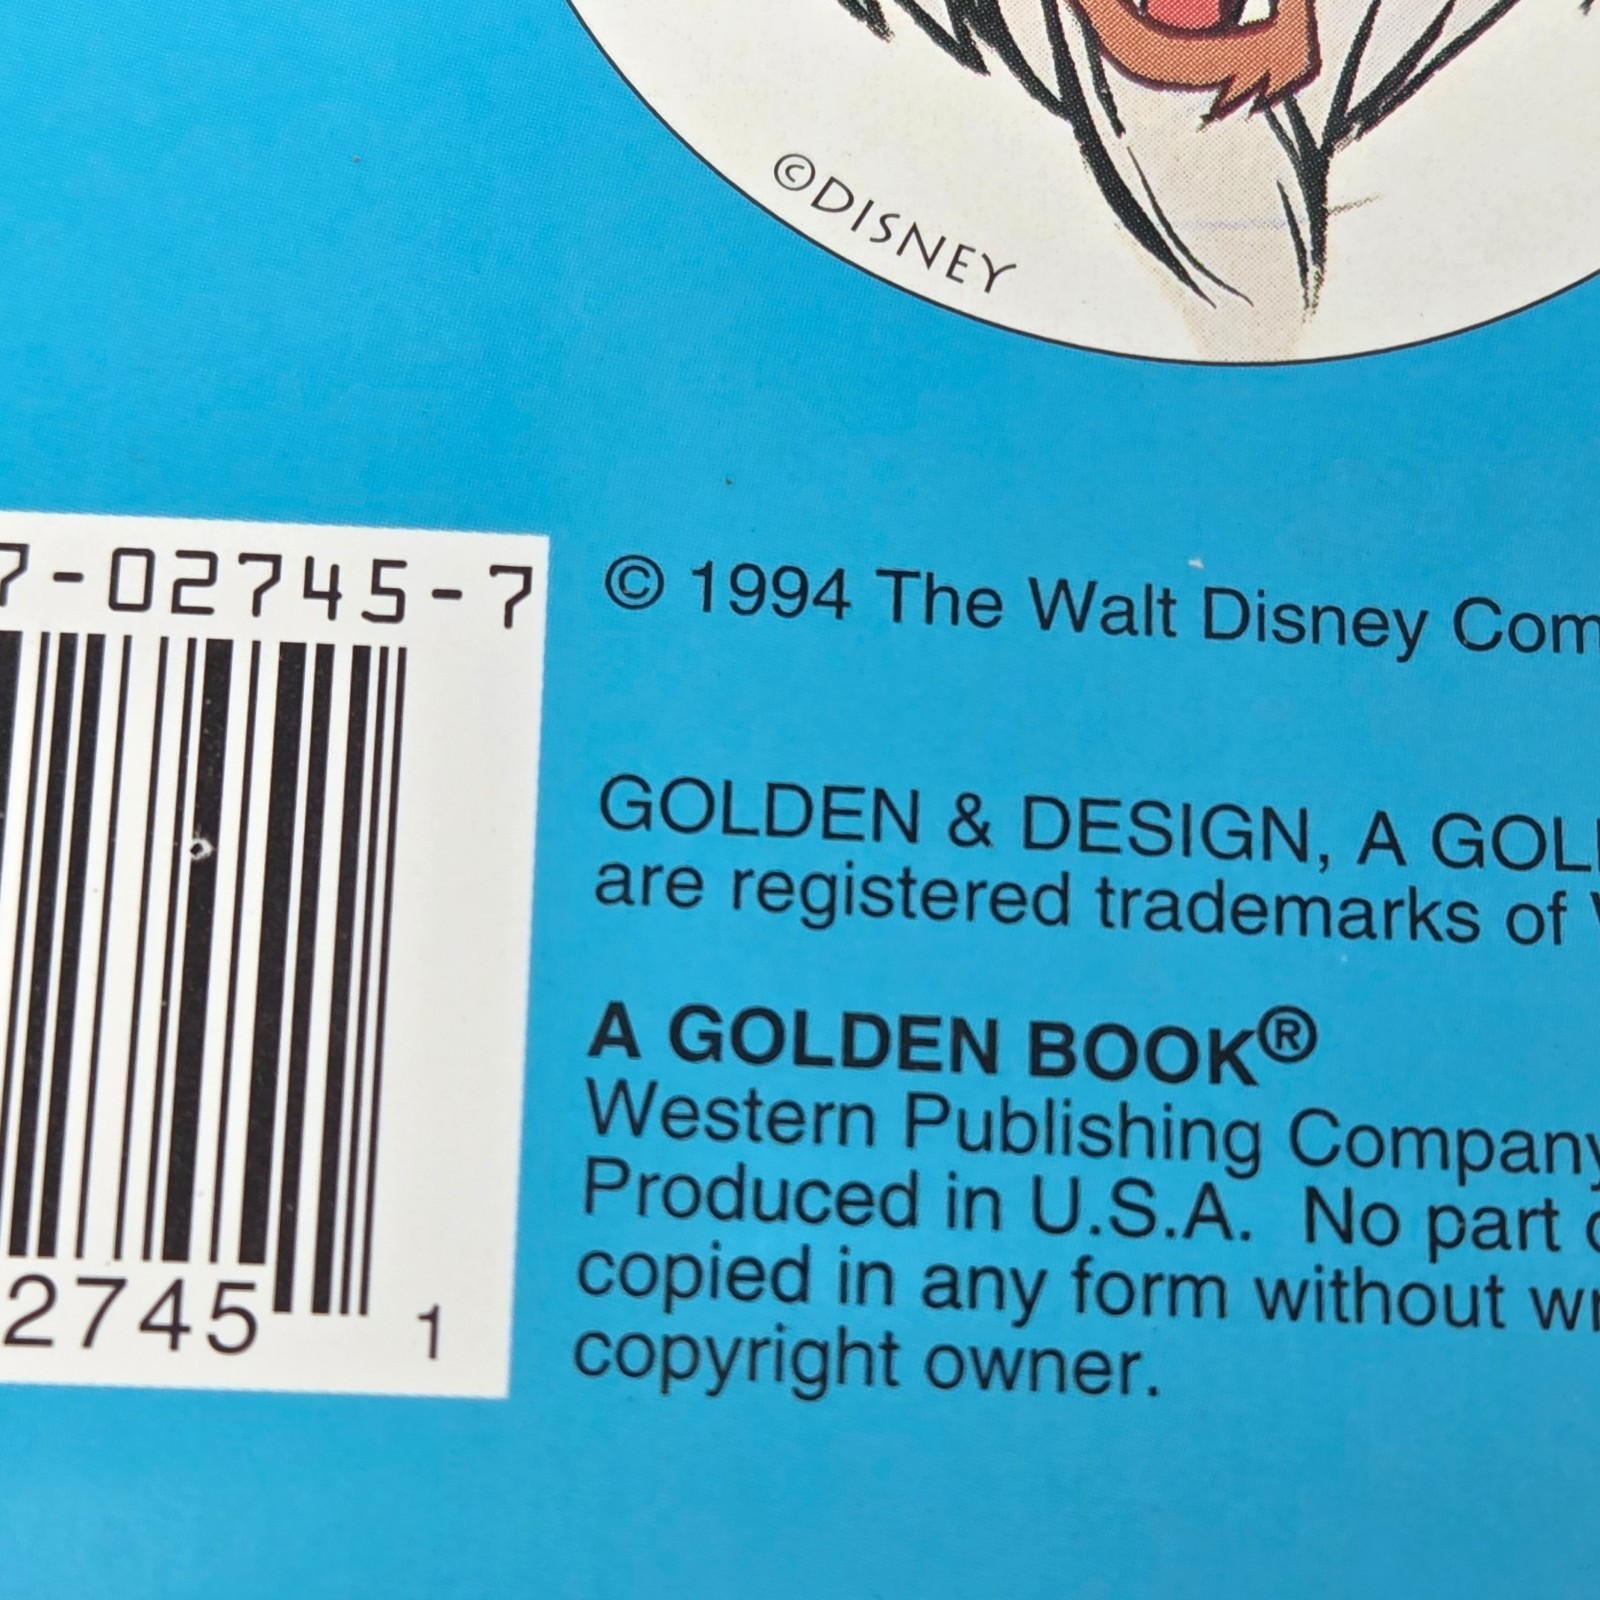 ©DISNEY
7-02745-7
2745 1
© 1994 The Walt Disney Com
GOLDEN & DESIGN, A GOL
are registered trademarks of
A GOLDEN BOOK®
Western Publishing Company
Produced in U.S.A. No part
copied in any form without wr
copyright owner.